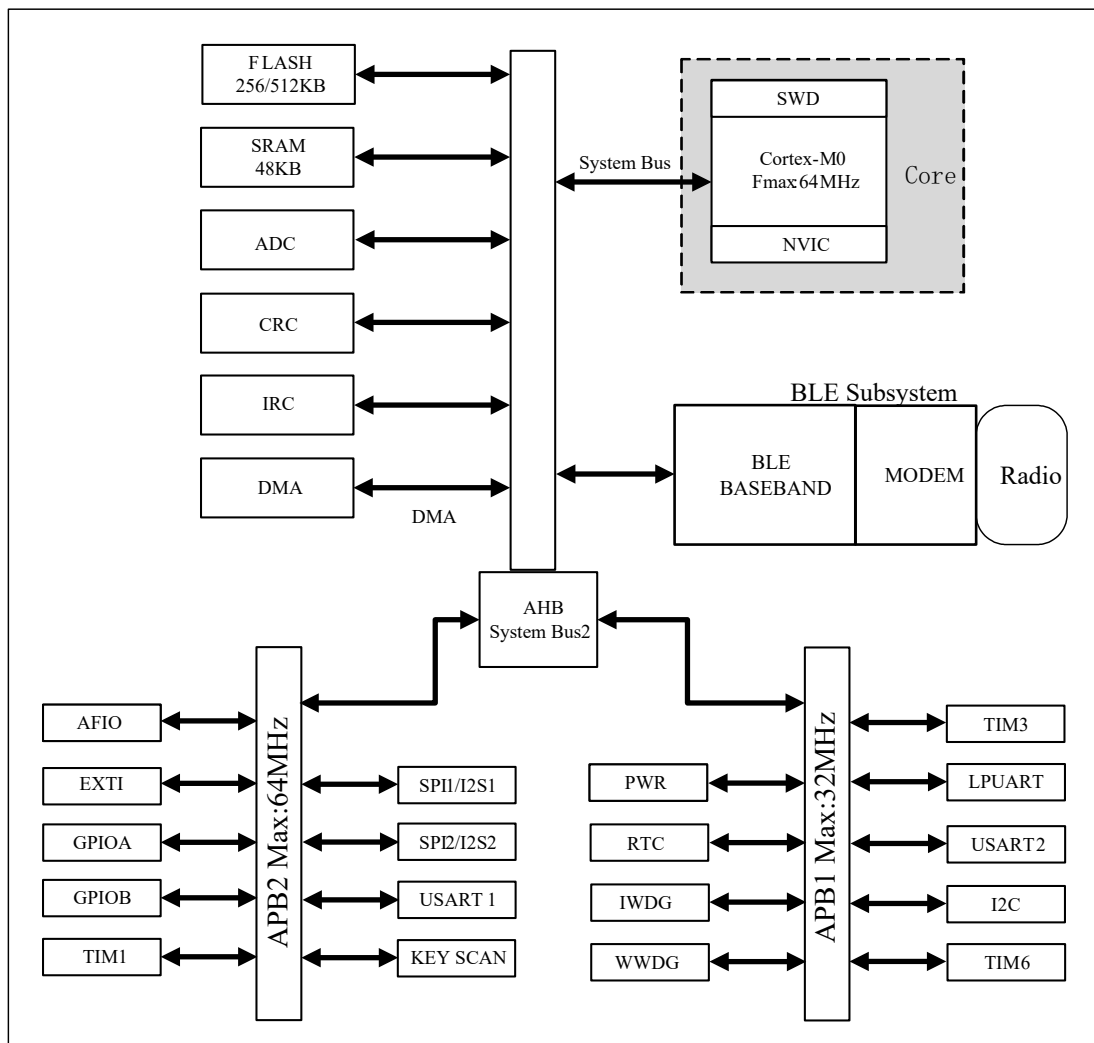 FLASH
256/512KB
SRAM
48KB
ADC
CRC
IRC
DMA
DMA
System Bus
SWD
Cortex-M0
Fmax:64MHz
NVIC
Core
BLE Subsystem
BLE
BASEBAND
MODEM
Radio
AHB
System Bus2
APB2 Max:64MHz
AFIO
EXTI
GPIOA
GPIOB
TIM1
SPI1/I2S1
SPI2/I2S2
USART 1
KEY SCAN
APB1 Max:32MHz
PWR
RTC
IWDG
WWDG
TIM3
LPUART
USART2
I2C
TIM6